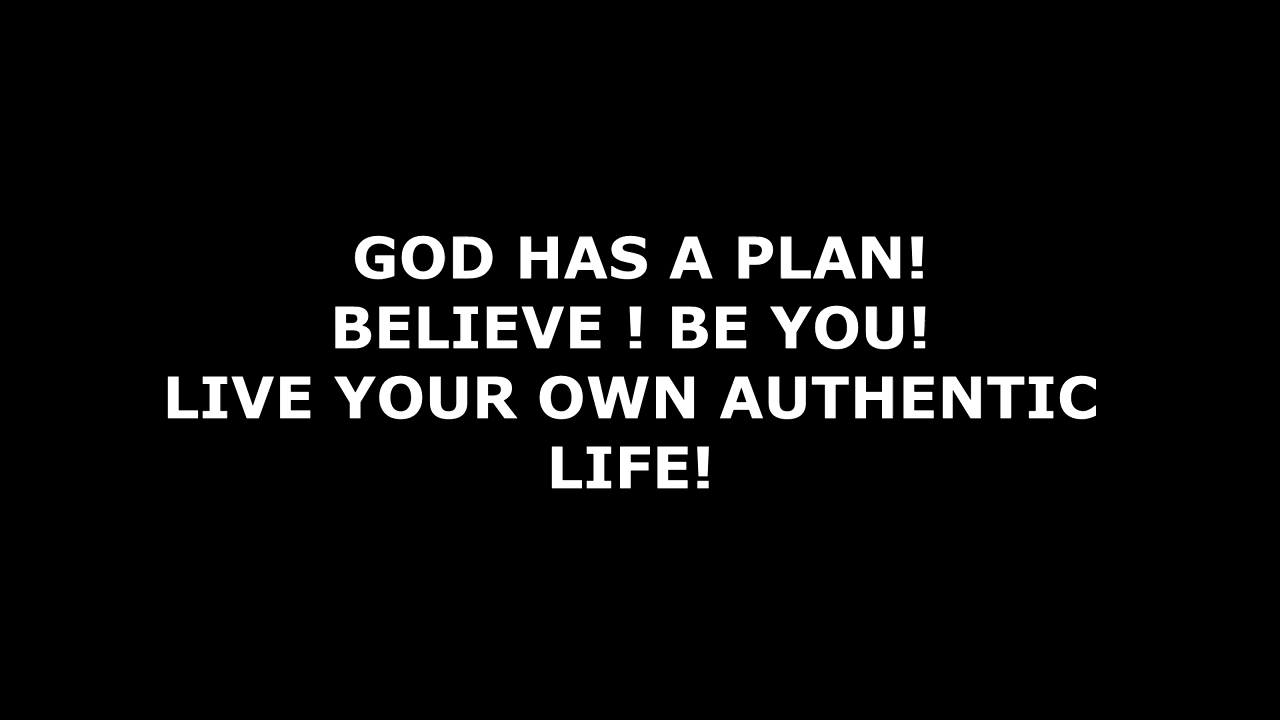 GOD HAS A PLAN!
BELIEVE ! BE YOU!
LIVE YOUR OWN AUTHENTIC
LIFE!